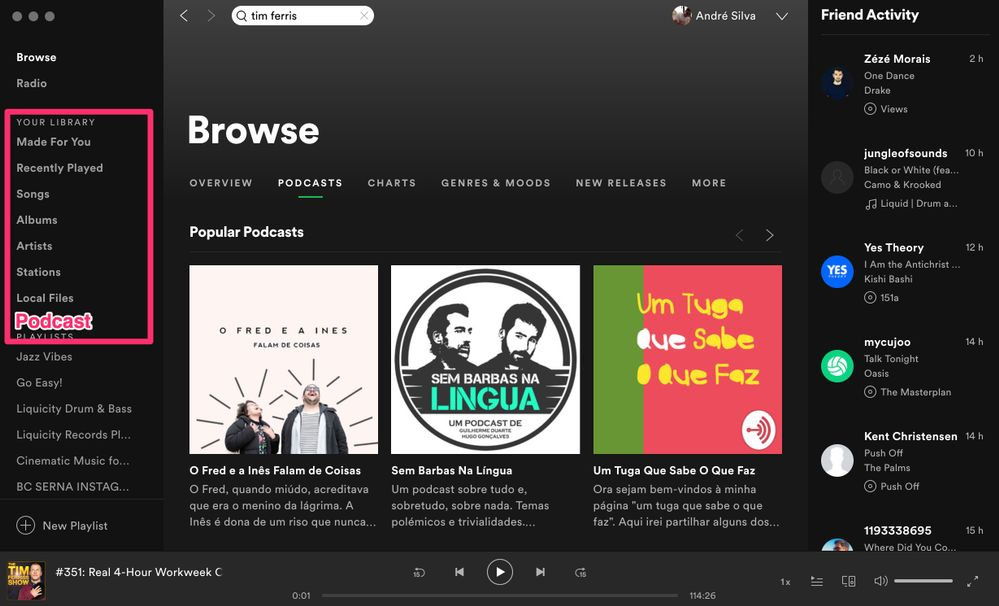 tim ferris
André Silva
Browse
Radio
YOUR LIBRARY
Made For You
Recently Played
Songs
Albums
Artists
Stations
Local Files
Podcast
PLAYLISTS
Jazz Vibes
Go Easy!
Liquicity Drum & Bass
Liquicity Records Pl...
Cinematic Music fo...
BC SERNA INSTAG...
New Playlist
Browse
OVERVIEW PODCASTS CHARTS GENRES & MOODS NEW RELEASES MORE
Popular Podcasts
O FRED E A INES
FALAM DE COISAS
SEM BARBAS NA
LINGUA
UM PODCAST DE
GUILHERME DUARTE
HUGO GONÇALVES
Um Tuga
Que Sabe
O Que Faz
O Fred e a Inês Falam de Coisas
O Fred, quando miúdo, acreditava
que era o menino da lágrima. A
Inês é dona de um riso que nunca...
Sem Barbas Na Língua
Um podcast sobre tudo e,
sobretudo, sobre nada. Temas
polémicos e trivialidades....
Um Tuga Que Sabe O Que Faz
Ora sejam bem-vindos à minha
página "um tuga que sabe o que
faz". Aqui irei partilhar alguns dos...
Friend Activity
Zézé Morais 2 h
One Dance
Drake
Views
jungleofsounds 10 h
Black or White (fea...
Camo & Krooked
Liquid | Drum a...
YES
THEORY
Yes Theory 12 h
I Am the Antichrist ...
Kishi Bashi
151a
mycujoo 14 h
Talk Tonight
Oasis
The Masterplan
Kent Christensen 14 h
Push Off
The Palms
Push Off
1193338695 15 h
Where Did You Co...
THE
TIM
FERRISS
SHOW
#351: Real 4-Hour Workweek C
15
15
0:01
114:26
1x